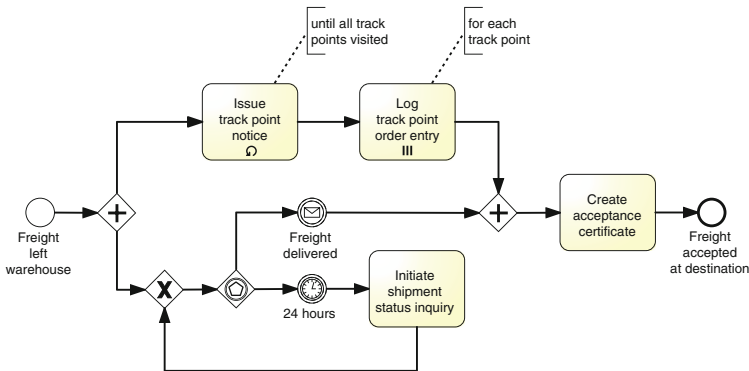 until all track
points visited
for each
track point
Issue
track point
notice
Log
track point
order entry
Create
acceptance
certificate
Freight
left
warehouse
Freight
delivered
Freight
accepted
at destination
Initiate
shipment
status inquiry
24 hours